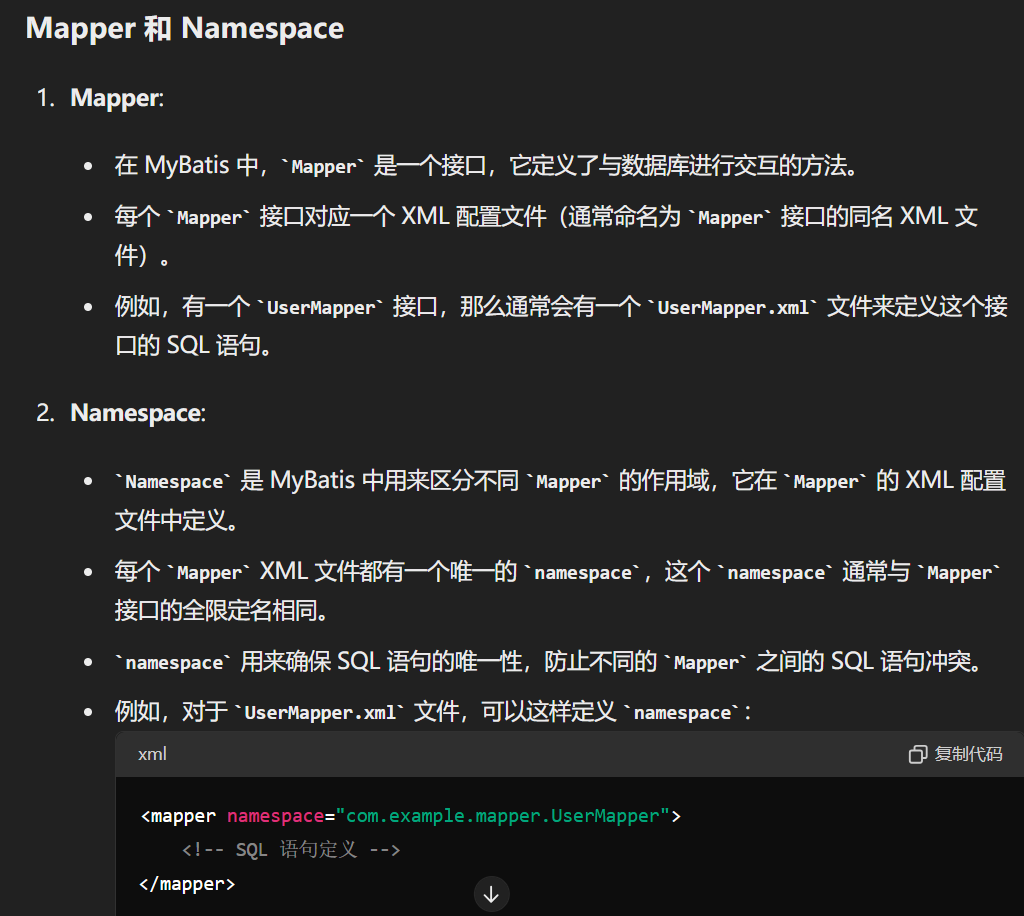 Mapper 和 Namespace
1. Mapper:
• 在 MyBatis 中，`Mapper` 是一个接口，它定义了与数据库进行交互的方法。
• 每个 `Mapper` 接口对应一个 XML 配置文件（通常命名为 `Mapper` 接口的同名 XML 文
件）。
• 例如，有一个 `UserMapper` 接口，那么通常会有一个 `UserMapper.xml` 文件来定义这个接
口的 SQL 语句。
2. Namespace:
• `Namespace` 是 MyBatis 中用来区分不同 `Mapper` 的作用域，它在 `Mapper` 的 XML 配置
文件中定义。
• 每个 `Mapper` XML 文件都有一个唯一的 `namespace`，这个 `namespace` 通常与 `Mapper`
接口的全限定名相同。
• `namespace` 用来确保 SQL 语句的唯一性，防止不同的 `Mapper` 之间的 SQL 语句冲突。
• 例如，对于 `UserMapper.xml` 文件，可以这样定义 `namespace`：
xml 复制代码
<mapper namespace="com.example.mapper.UserMapper">
    <!-- SQL 语句定义 -->
</mapper>